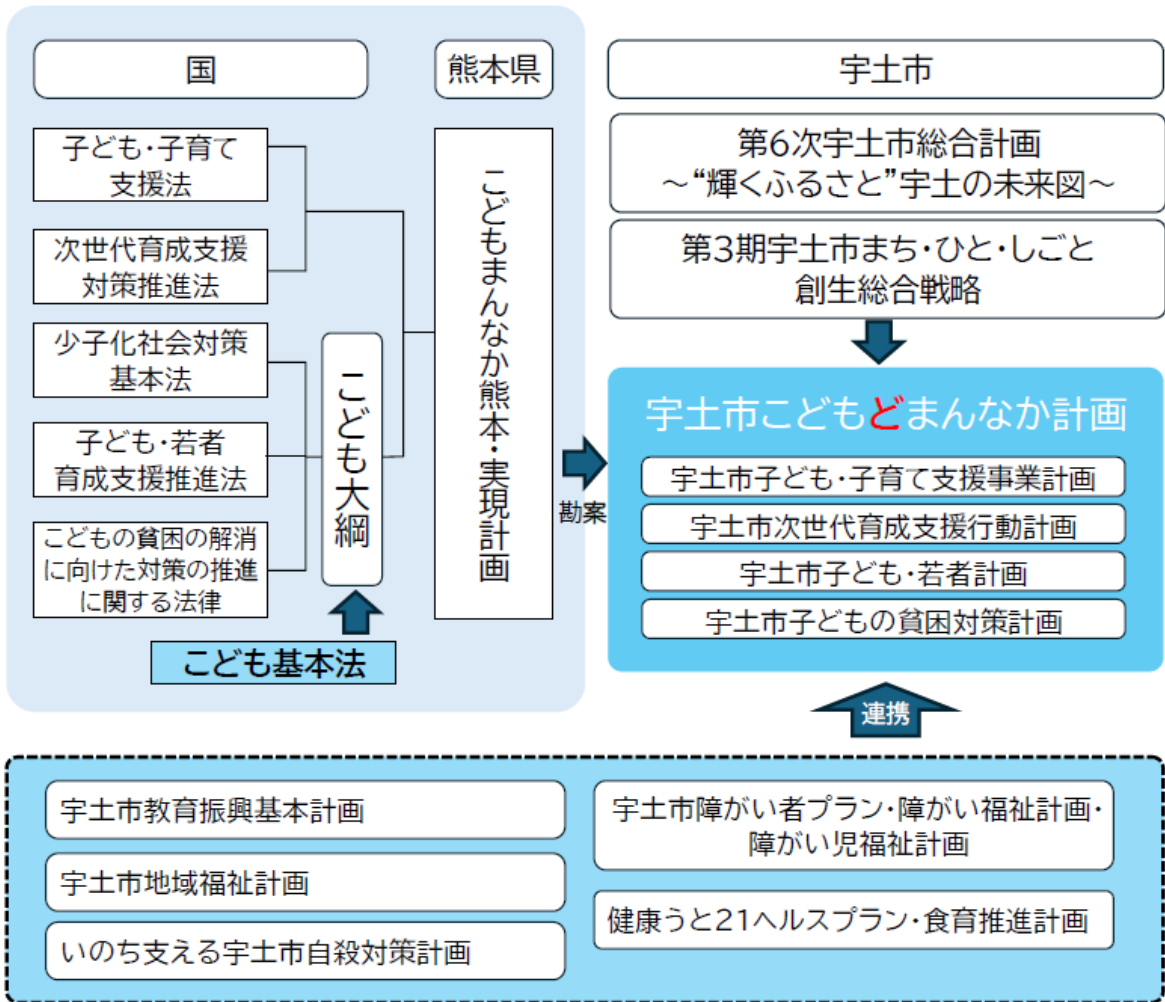 国
熊本県
宇土市
子ども・子育て
支援法
次世代育成支援
対策推進法
少子化社会対策
基本法
子ども・若者
育成支援推進法
こどもの貧困の解消
に向けた対策の推進
に関する法律
こども大綱
こども基本法
こどもまんなか熊本・実現計画
第6次宇土市総合計画
～“輝くふるさと”宇土の未来図～
第3期宇土市まち・ひと・しごと
創生総合戦略
勘案
宇土市こどもどまんなか計画
宇土市子ども・子育て支援事業計画
宇土市次世代育成支援行動計画
宇土市子ども・若者計画
宇土市子どもの貧困対策計画
連携
宇土市教育振興基本計画
宇土市地域福祉計画
いのち支える宇土市自殺対策計画
宇土市障がい者プラン・障がい福祉計画・
障がい児福祉計画
健康うと21ヘルスプラン・食育推進計画